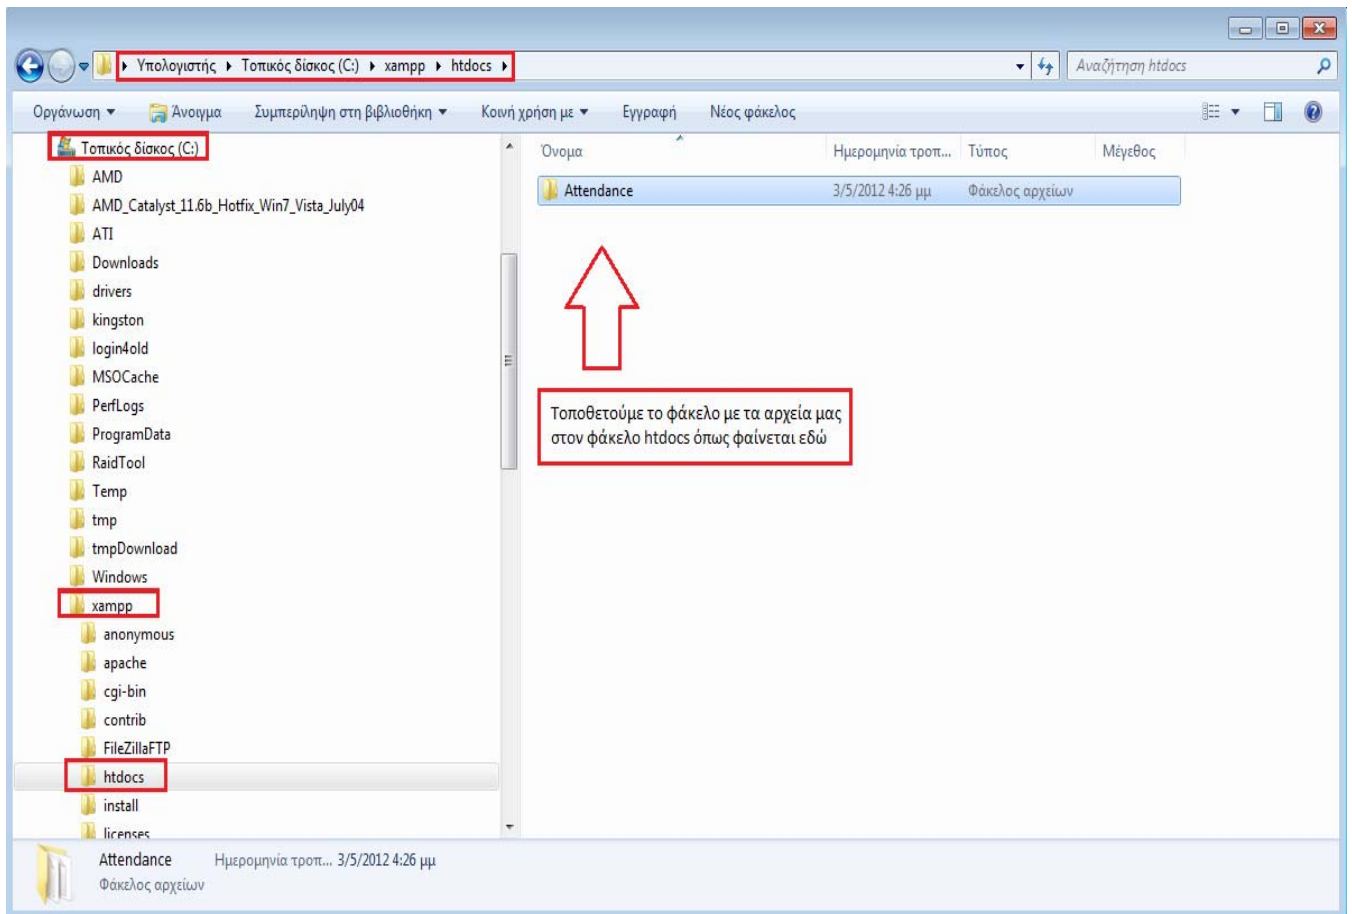 Υπολογιστής Τοπικός δίσκος (C:) xampp htdocs
Αναζήτηση htdocs
Οργάνωση Άνοιγμα Συμπερίληψη στη βιβλιοθήκη Κοινή χρήση με Εγγραφή Νέος φάκελος
Τοπικός δίσκος (C:)
AMD
AMD_Catalyst_11.6b_Hotfix_Win7_Vista_July04
ATI
Downloads
drivers
kingston
login4old
MSOCache
PerfLogs
ProgramData
RaidTool
Temp
tmp
tmpDownload
Windows
xampp
anonymous
apache
cgi-bin
contrib
FileZillaFTP
htdocs
install
licenses
Όνομα Ημερομηνία τροπ... Τύπος Μέγεθος
Attendance 3/5/2012 4:26 μμ Φάκελος αρχείων
Τοποθετούμε το φάκελο με τα αρχεία μας
στον φάκελο htdocs όπως φαίνεται εδώ
Attendance Ημερομηνία τροπ... 3/5/2012 4:26 μμ
Φάκελος αρχείων